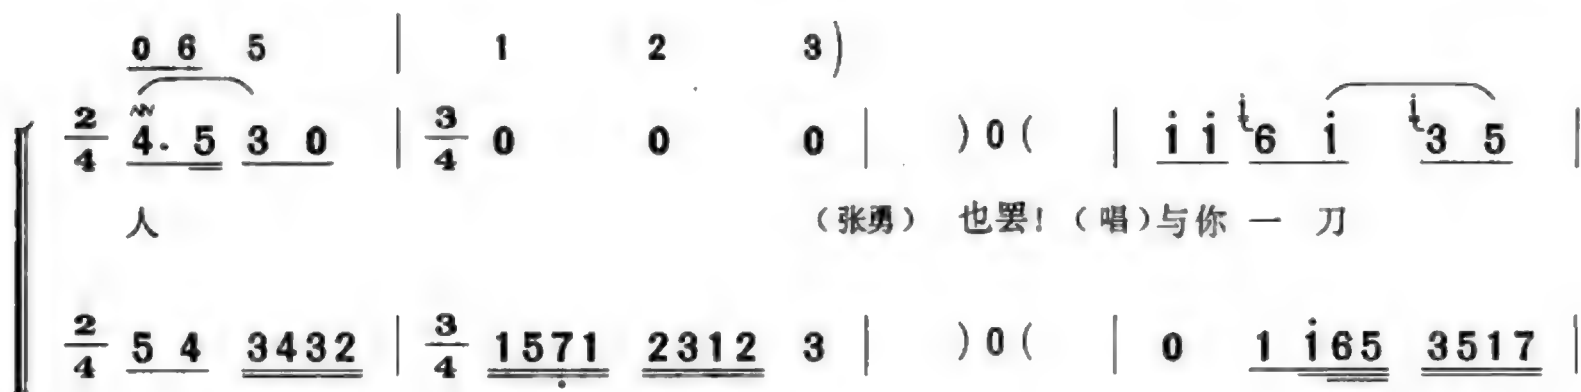 0 6 5 | 1 2 3 )
2/4 4. 5 3 0 | 3/4 0 0 0 | ) 0 ( | i i i 6 i i 3 5 |
人 （张勇） 也罢！（唱）与你 一 刀
2/4 5 4 3432 | 3/4 1571 2312 3 | ) 0 ( | 0 1 i65 3517 |